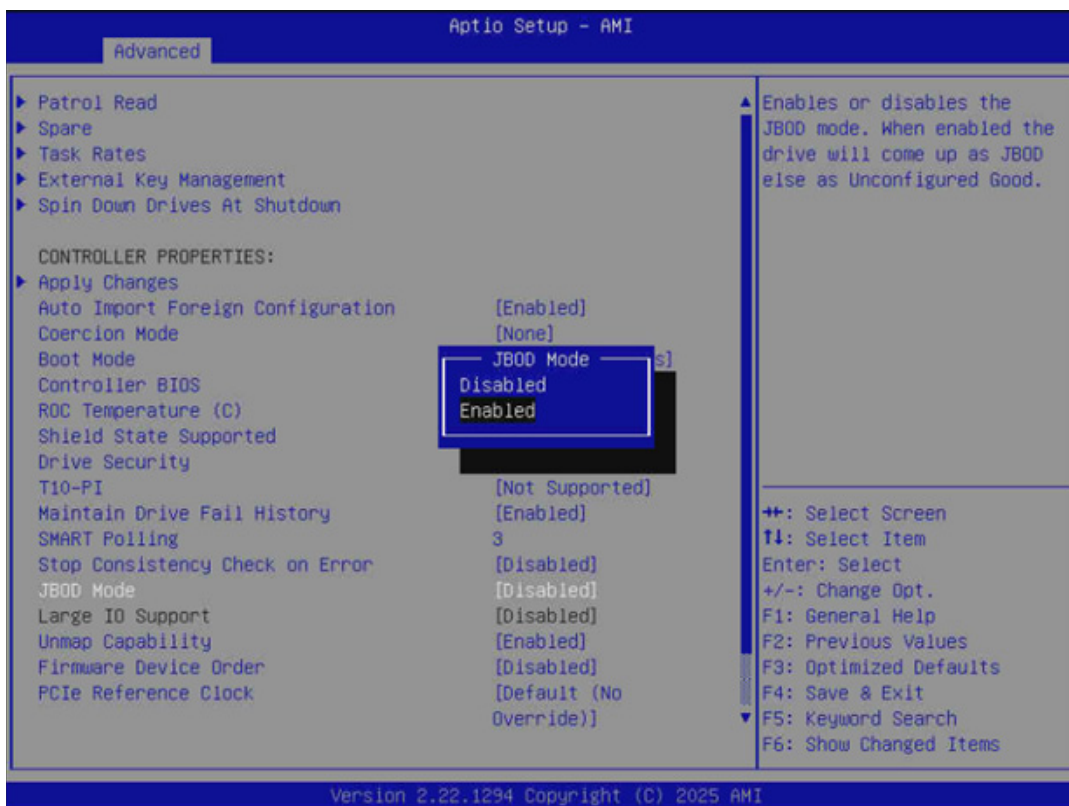 Aptio Setup - AMI
Advanced
Patrol Read
Spare
Task Rates
External Key Management
Spin Down Drives At Shutdown
CONTROLLER PROPERTIES:
Apply Changes
Auto Import Foreign Configuration [Enabled]
Coercion Mode [None]
Boot Mode s]
Controller BIOS
ROC Temperature (C)
Shield State Supported
Drive Security
T10-PI [Not Supported]
Maintain Drive Fail History [Enabled]
SMART Polling 3
Stop Consistency Check on Error [Disabled]
JBOD Mode [Disabled]
Large IO Support [Disabled]
Unmap Capability [Enabled]
Firmware Device Order [Disabled]
PCIe Reference Clock [Default (No
Override)]
JBOD Mode
Disabled
Enabled
Enables or disables the
JBOD mode. When enabled the
drive will come up as JBOD
else as Unconfigured Good.
→←: Select Screen
↑↓: Select Item
Enter: Select
+/-: Change Opt.
F1: General Help
F2: Previous Values
F3: Optimized Defaults
F4: Save & Exit
F5: Keyword Search
F6: Show Changed Items
Version 2.22.1294 Copyright (C) 2025 AMI